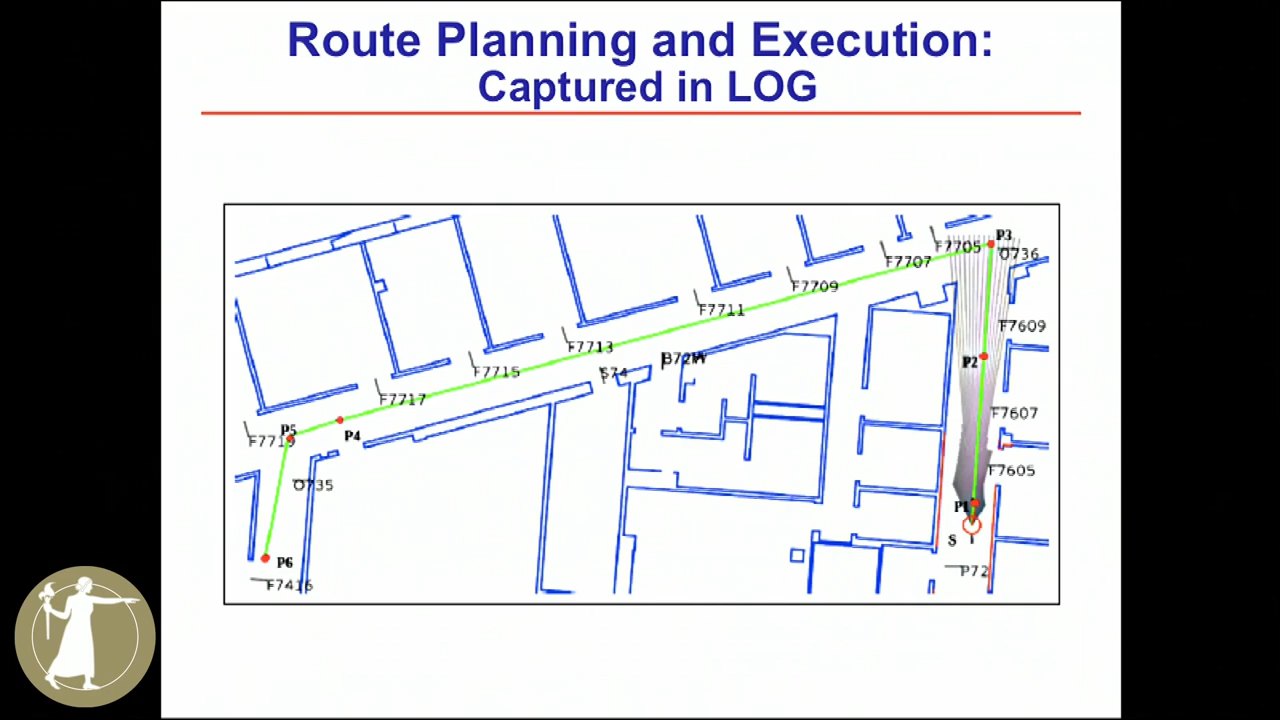 Route Planning and Execution:
Captured in LOG
P3
F7705
O736
F7707
F7709
F7711
F7609
F7713
P2
S74
F7715
F7717
F7607
P5
P4
F7719
F7605
O735
P1
S
P6
P72
F7416